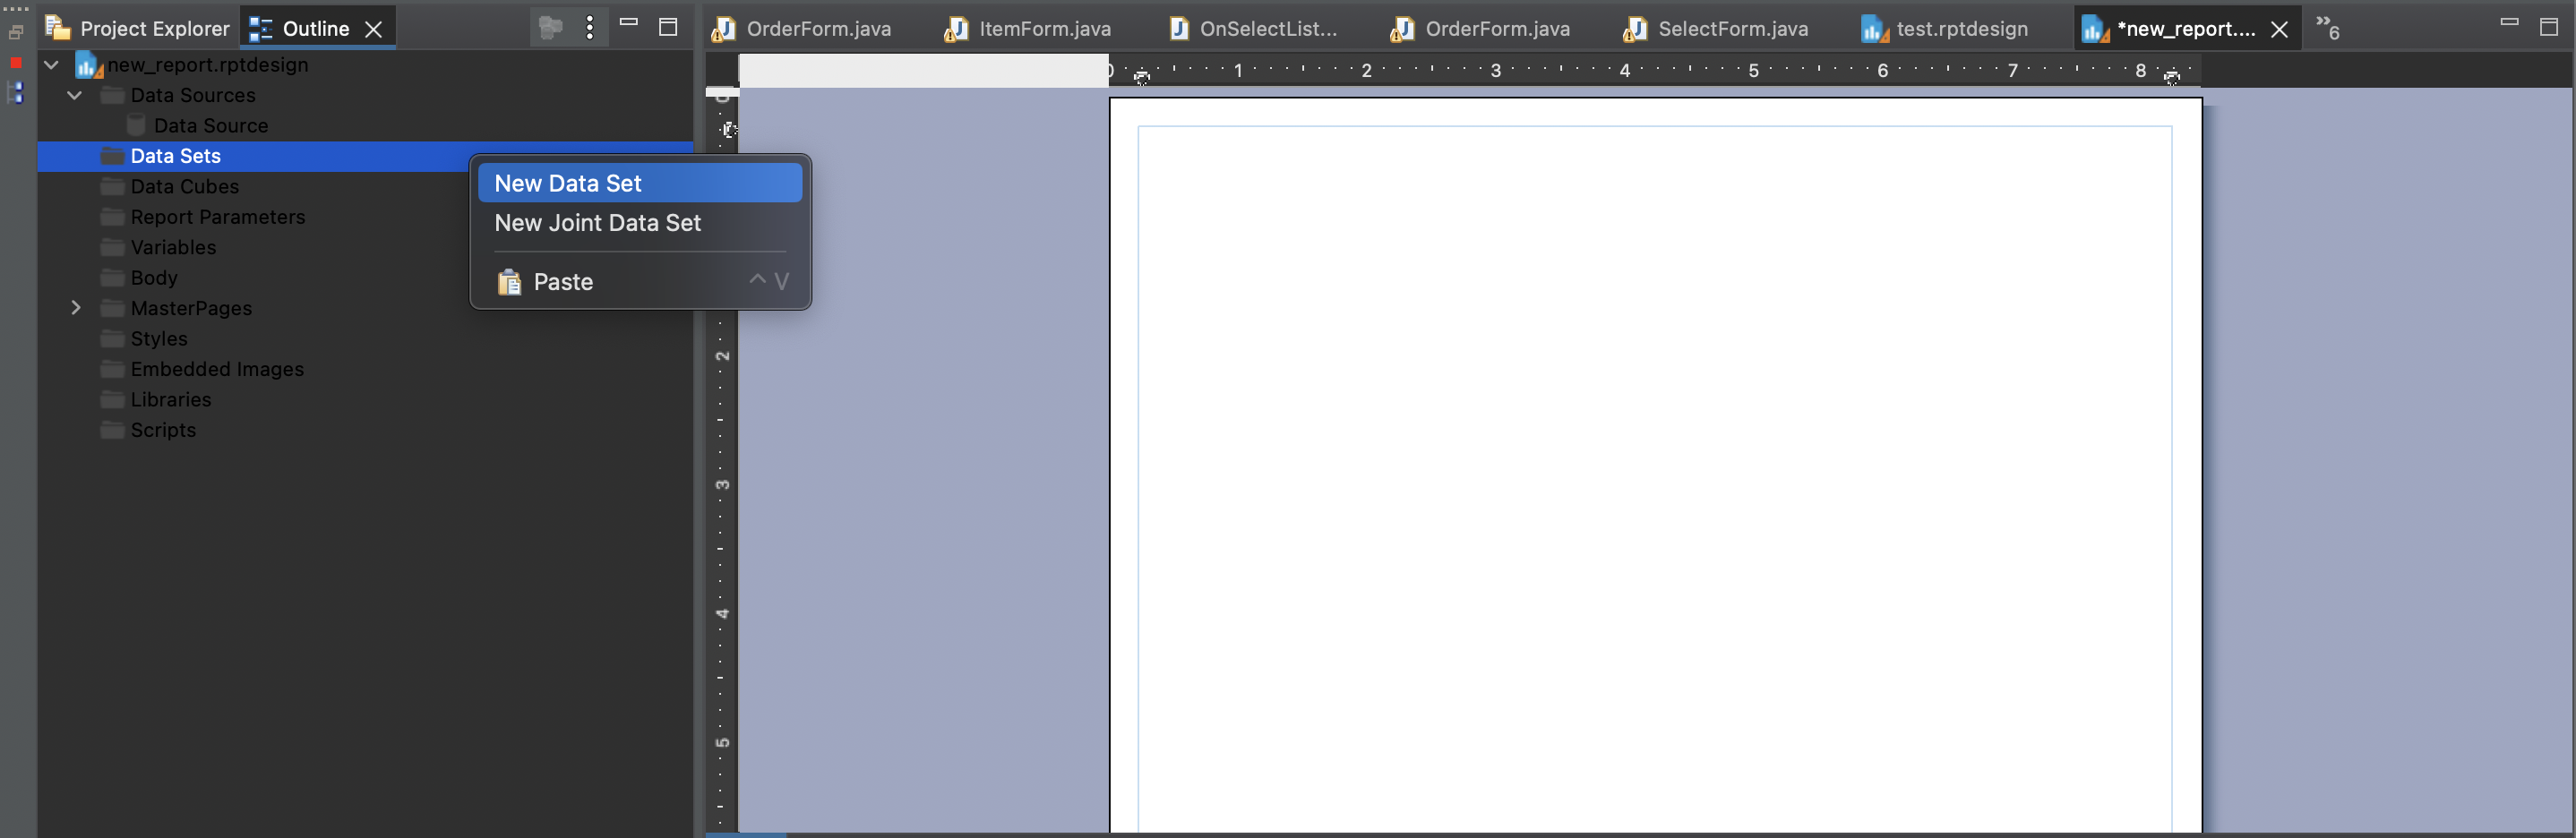 Project Explorer Outline
OrderForm.java ItemForm.java OnSelectList... OrderForm.java SelectForm.java test.rptdesign *new_report.... »6
new_report.rptdesign
Data Sources
Data Source
Data Sets
Data Cubes
Report Parameters
Variables
Body
MasterPages
Styles
Embedded Images
Libraries
Scripts
New Data Set
New Joint Data Set
Paste ^ V
0 1 2 3 4 5 6 7 8
0
2
3
4
5